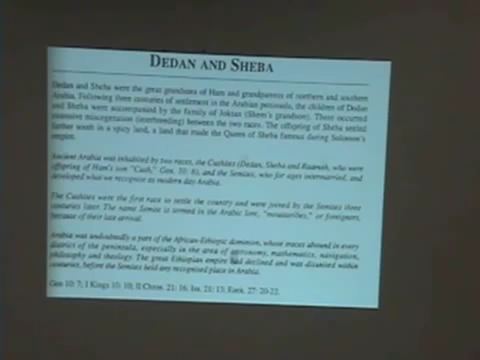 DEDAN AND SHEBA
Dedan and Sheba were the great grandsons of Ham and grandparents of northern and southern
Arabia. Following three centuries of settlement in the Arabian peninsula, the children of Dedan
and Sheba were accompanied by the family of Joktan (Shem's grandson). There occurred
extensive miscegenation (interbreeding) between the two races. The offspring of Sheba settled
further south in a spicy land, a land that made the Queen of Sheba famous during Solomon's
empire.
Ancient Arabia was inhabited by two races, the Cushites (Dedan, Sheba and Raamah, who were
offspring of Ham's son "Cush," Gen. 10: 6), and the Semites, who for ages intermarried, and
developed what we recognize as modern day Arabia.
The Cushites were the first race to settle the country and were joined by the Semites three
centuries later. The name Semite is termed in the Arabic lore, or foreigners,
because of their late arrival.
Arabia was undoubtedly a part of the African-Ethiopic dominion, whose traces abound in every
district of the peninsula, especially in the area of astronomy, mathematics, navigation,
philosophy and theology. The great Ethiopian empire had declined and was disunited within
centuries, before the Semites held any recognised place in Arabia.
Gen 10: 7; I Kings 10: 10; II Chron. 21: 16; Isa. 21: 13; Ezek. 27: 20-22.